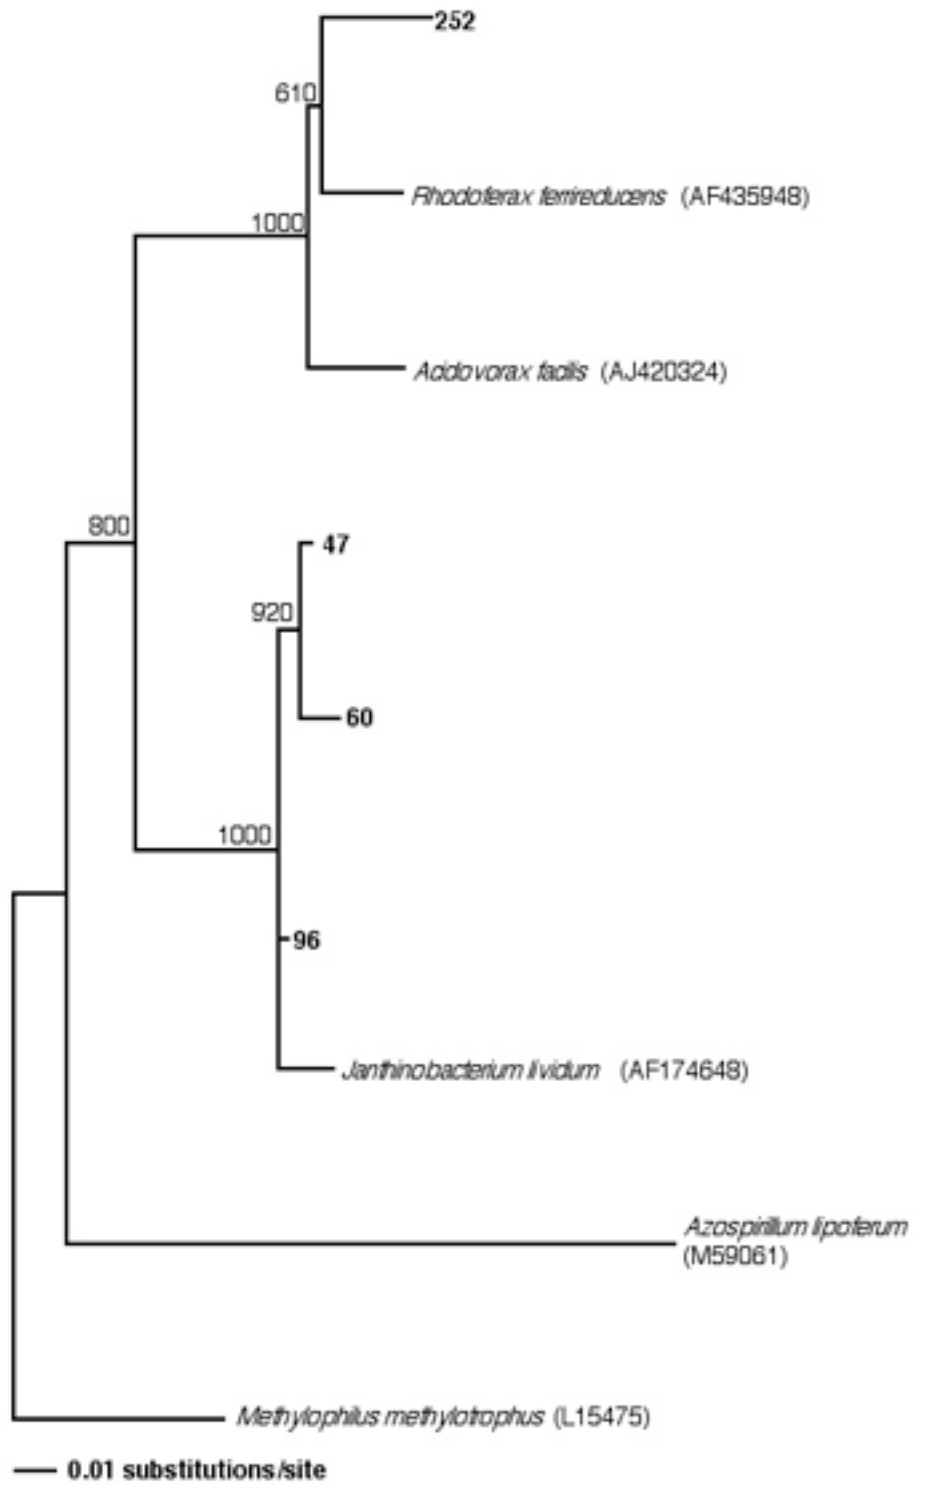 252
610
Rhodoferax ferrireducens (AF435948)
1000
Acidovorax facilis (AJ420324)
800
47
920
60
1000
96
Janthinobacterium lividum (AF174648)
Azospirillum lipoferum
(M59061)
Methylophilus methylotrophus (L15475)
0.01 substitutions/site